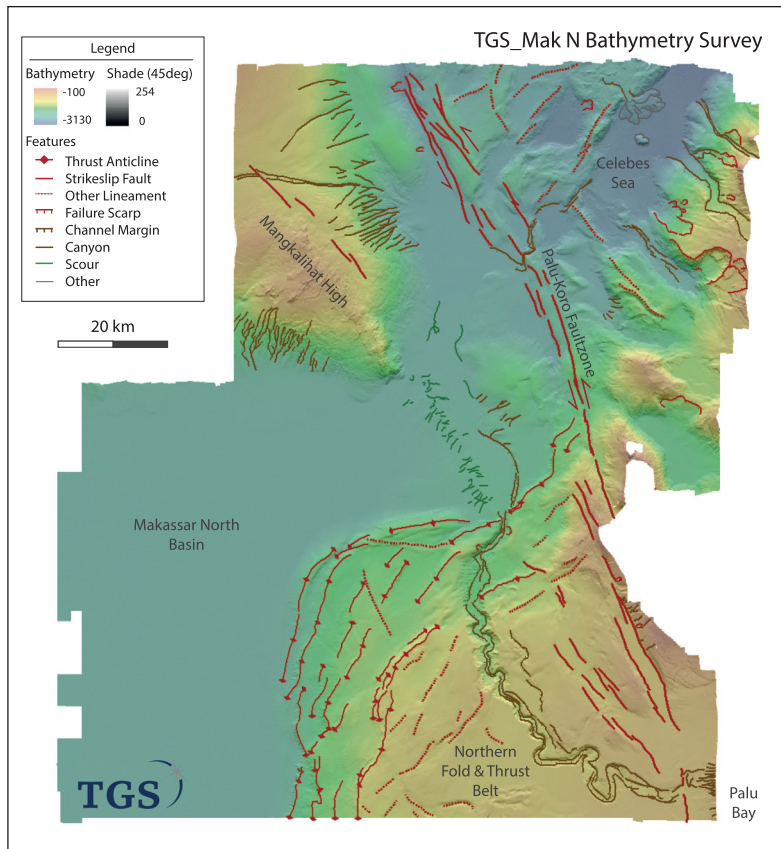 TGS_Mak N Bathymetry Survey
Legend
Bathymetry Shade (45deg)
-100 254
-3130 0
Features
Thrust Anticline
Strikeslip Fault
Other Lineament
Failure Scarp
Channel Margin
Canyon
Scour
Other
20 km
Celebes
Sea
Mangkalihat High
Palu-Koro Faultzone
Makassar North
Basin
Northern
Fold & Thrust
Belt
TGS
Palu
Bay